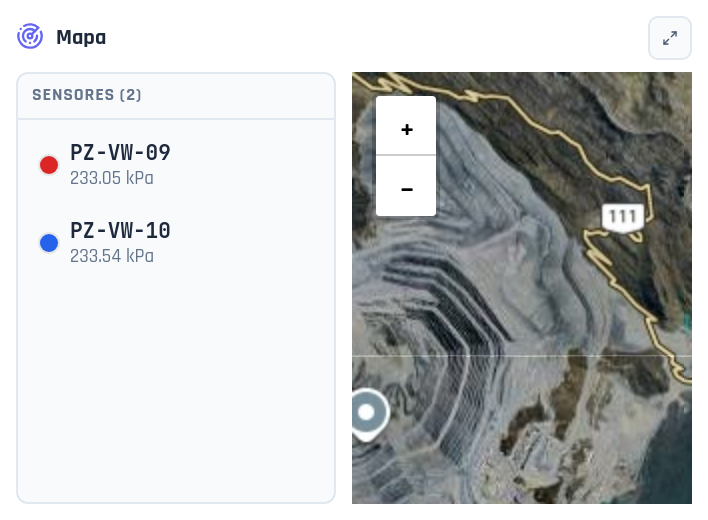 Mapa
SENSORES (2)
PZ-VW-09
233.05 kPa
PZ-VW-10
233.54 kPa
+
−
111